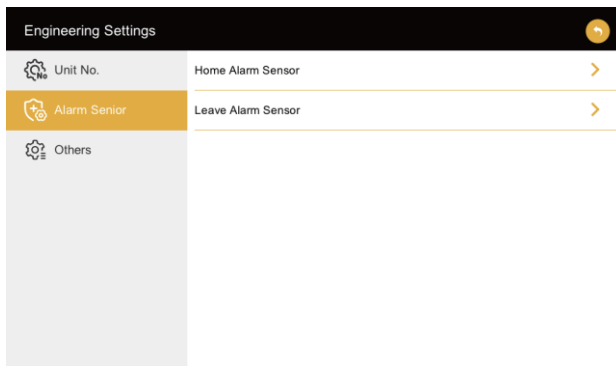 Engineering Settings
Unit No.
Home Alarm Sensor
Alarm Senior
Leave Alarm Sensor
Others